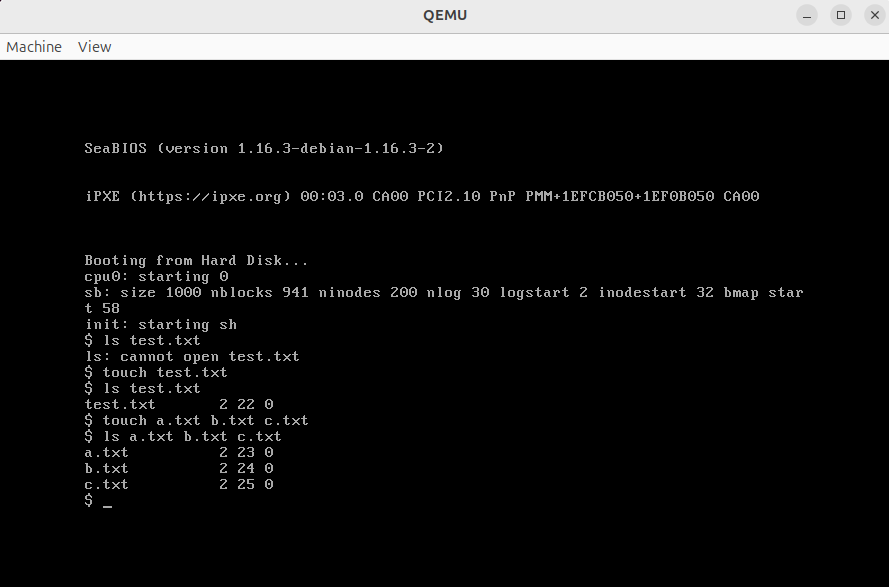 QEMU
Machine View
SeaBIOS (version 1.16.3-debian-1.16.3-2)
iPXE (https://ipxe.org) 00:03.0 CA00 PCI2.10 PnP PMM+1EFCB050+1EF0B050 CA00
Booting from Hard Disk...
cpu0: starting 0
sb: size 1000 nblocks 941 ninodes 200 nlog 30 logstart 2 inodestart 32 bmap star
t 58
init: starting sh
$ ls test.txt
ls: cannot open test.txt
$ touch test.txt
$ ls test.txt
test.txt       2 22 0
$ touch a.txt b.txt c.txt
$ ls a.txt b.txt c.txt
a.txt          2 23 0
b.txt          2 24 0
c.txt          2 25 0
$ _